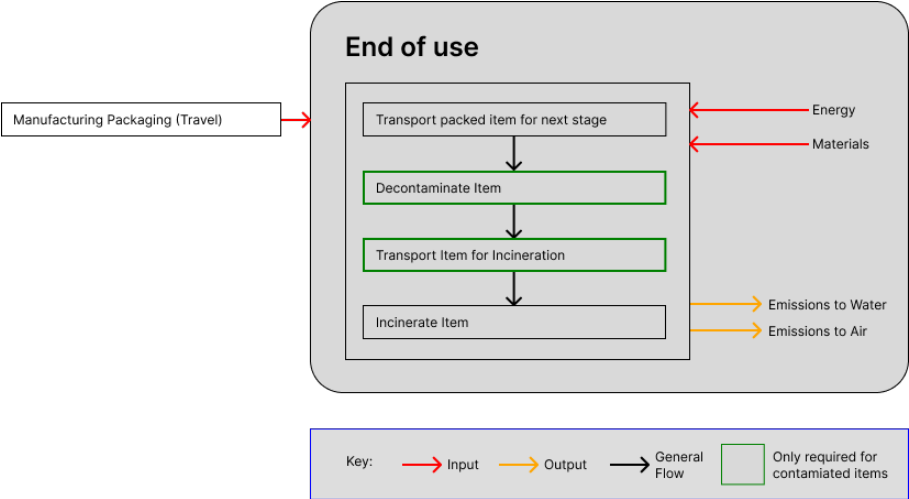 End of use
Manufacturing Packaging (Travel)
Transport packed item for next stage
Decontaminate Item
Transport Item for Incineration
Incinerate Item
Energy
Materials
Emissions to Water
Emissions to Air
Key:
Input
Output
General
Flow
Only required for
contamiated items